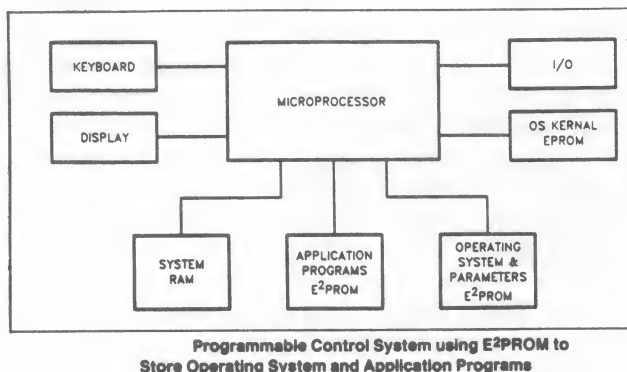 KEYBOARD
MICROPROCESSOR
I/O
DISPLAY
OS KERNAL
EPROM
SYSTEM
RAM
APPLICATION
PROGRAMS
E²PROM
OPERATING
SYSTEM &
PARAMETERS
E²PROM
Programmable Control System using E²PROM to
Store Operating System and Application Programs